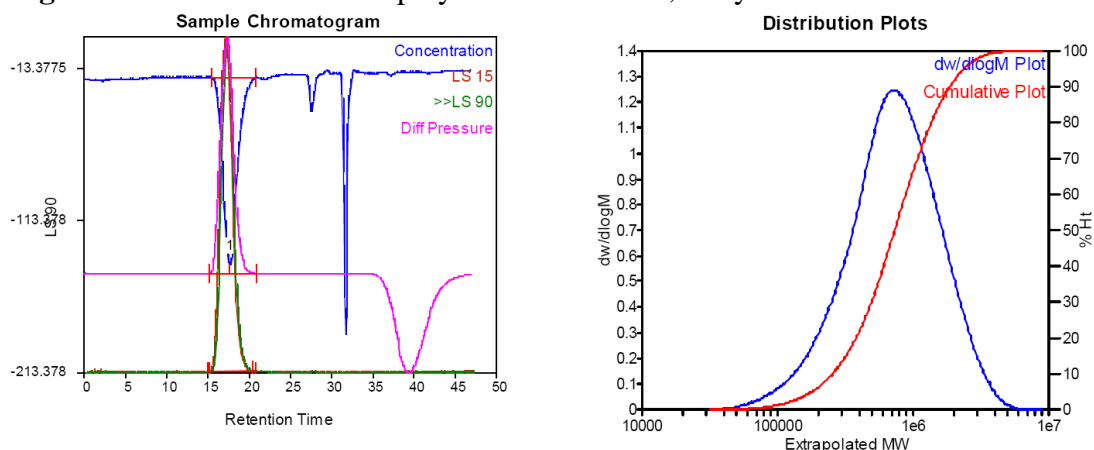 Sample Chromatogram
Concentration
LS 15
>>LS 90
Diff Pressure
-13.3775
-113.378
-213.378
LS 90
1
0 5 10 15 20 25 30 35 40 45 50
Retention Time
Distribution Plots
dw/dlogM Plot
Cumulative Plot
1.4
1.3
1.2
1.1
1
0.9
0.8
0.7
0.6
0.5
0.4
0.3
0.2
0.1
0
dw/dlogM
100
90
80
70
60
50
40
30
20
10
0
% Ht
10000 100000 1e6 1e7
Extrapolated MW